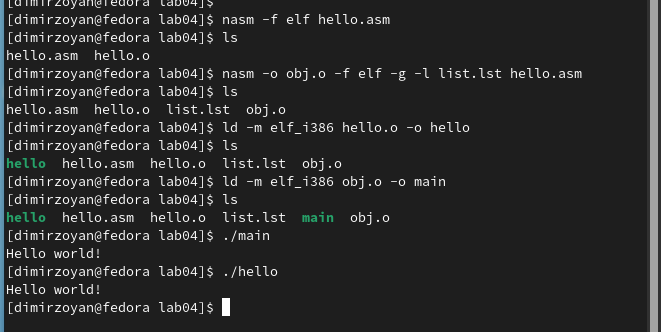 [dimirzoyan@fedora lab04]$
[dimirzoyan@fedora lab04]$ nasm -f elf hello.asm
[dimirzoyan@fedora lab04]$ ls
hello.asm  hello.o
[dimirzoyan@fedora lab04]$ nasm -o obj.o -f elf -g -l list.lst hello.asm
[dimirzoyan@fedora lab04]$ ls
hello.asm  hello.o  list.lst  obj.o
[dimirzoyan@fedora lab04]$ ld -m elf_i386 hello.o -o hello
[dimirzoyan@fedora lab04]$ ls
hello  hello.asm  hello.o  list.lst  obj.o
[dimirzoyan@fedora lab04]$ ld -m elf_i386 obj.o -o main
[dimirzoyan@fedora lab04]$ ls
hello  hello.asm  hello.o  list.lst  main  obj.o
[dimirzoyan@fedora lab04]$ ./main
Hello world!
[dimirzoyan@fedora lab04]$ ./hello
Hello world!
[dimirzoyan@fedora lab04]$